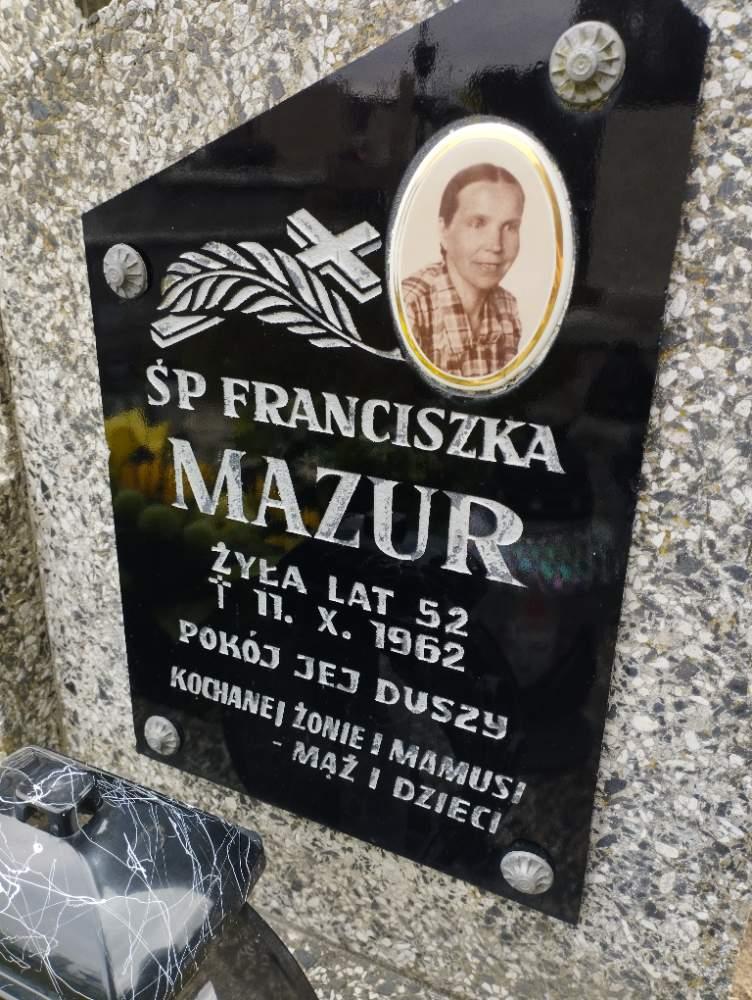 ŚP FRANCISZKA
MAZUR
ŻYŁA LAT 52
† 11. X. 1962
POKÓJ JEJ DUSZY
KOCHANEJ ŻONIE I MAMUSI
- MĄŻ I DZIECI